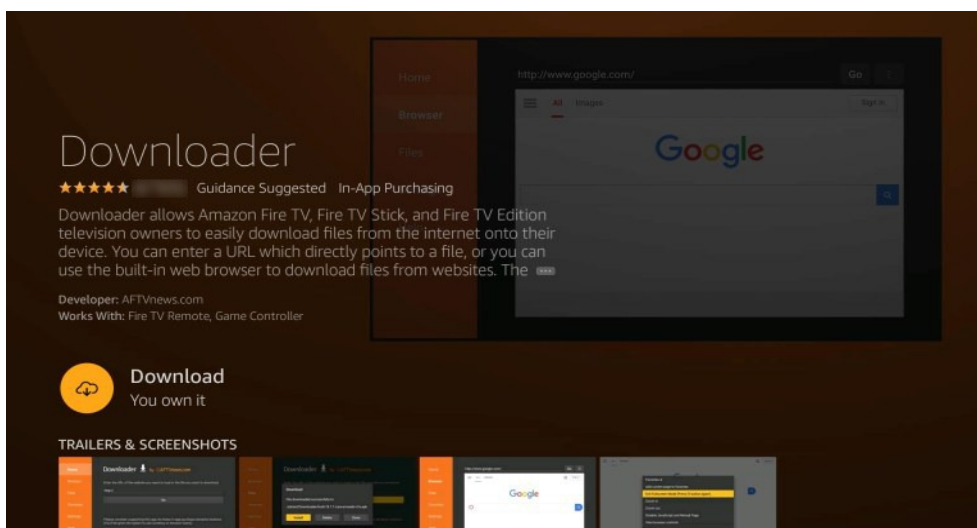 Home
http://www.google.com/
Go
Browser
All Images
Sign in
Files
Google
Downloader
Guidance Suggested In-App Purchasing
Downloader allows Amazon Fire TV, Fire TV Stick, and Fire TV Edition
television owners to easily download files from the internet onto their
device. You can enter a URL which directly points to a file, or you can
use the built-in web browser to download files from websites. The
Developer: AFTVnews.com
Works With: Fire TV Remote, Game Controller
Download
You own it
TRAILERS & SCREENSHOTS
Downloader by AFTVnews.com
Downloader
Google